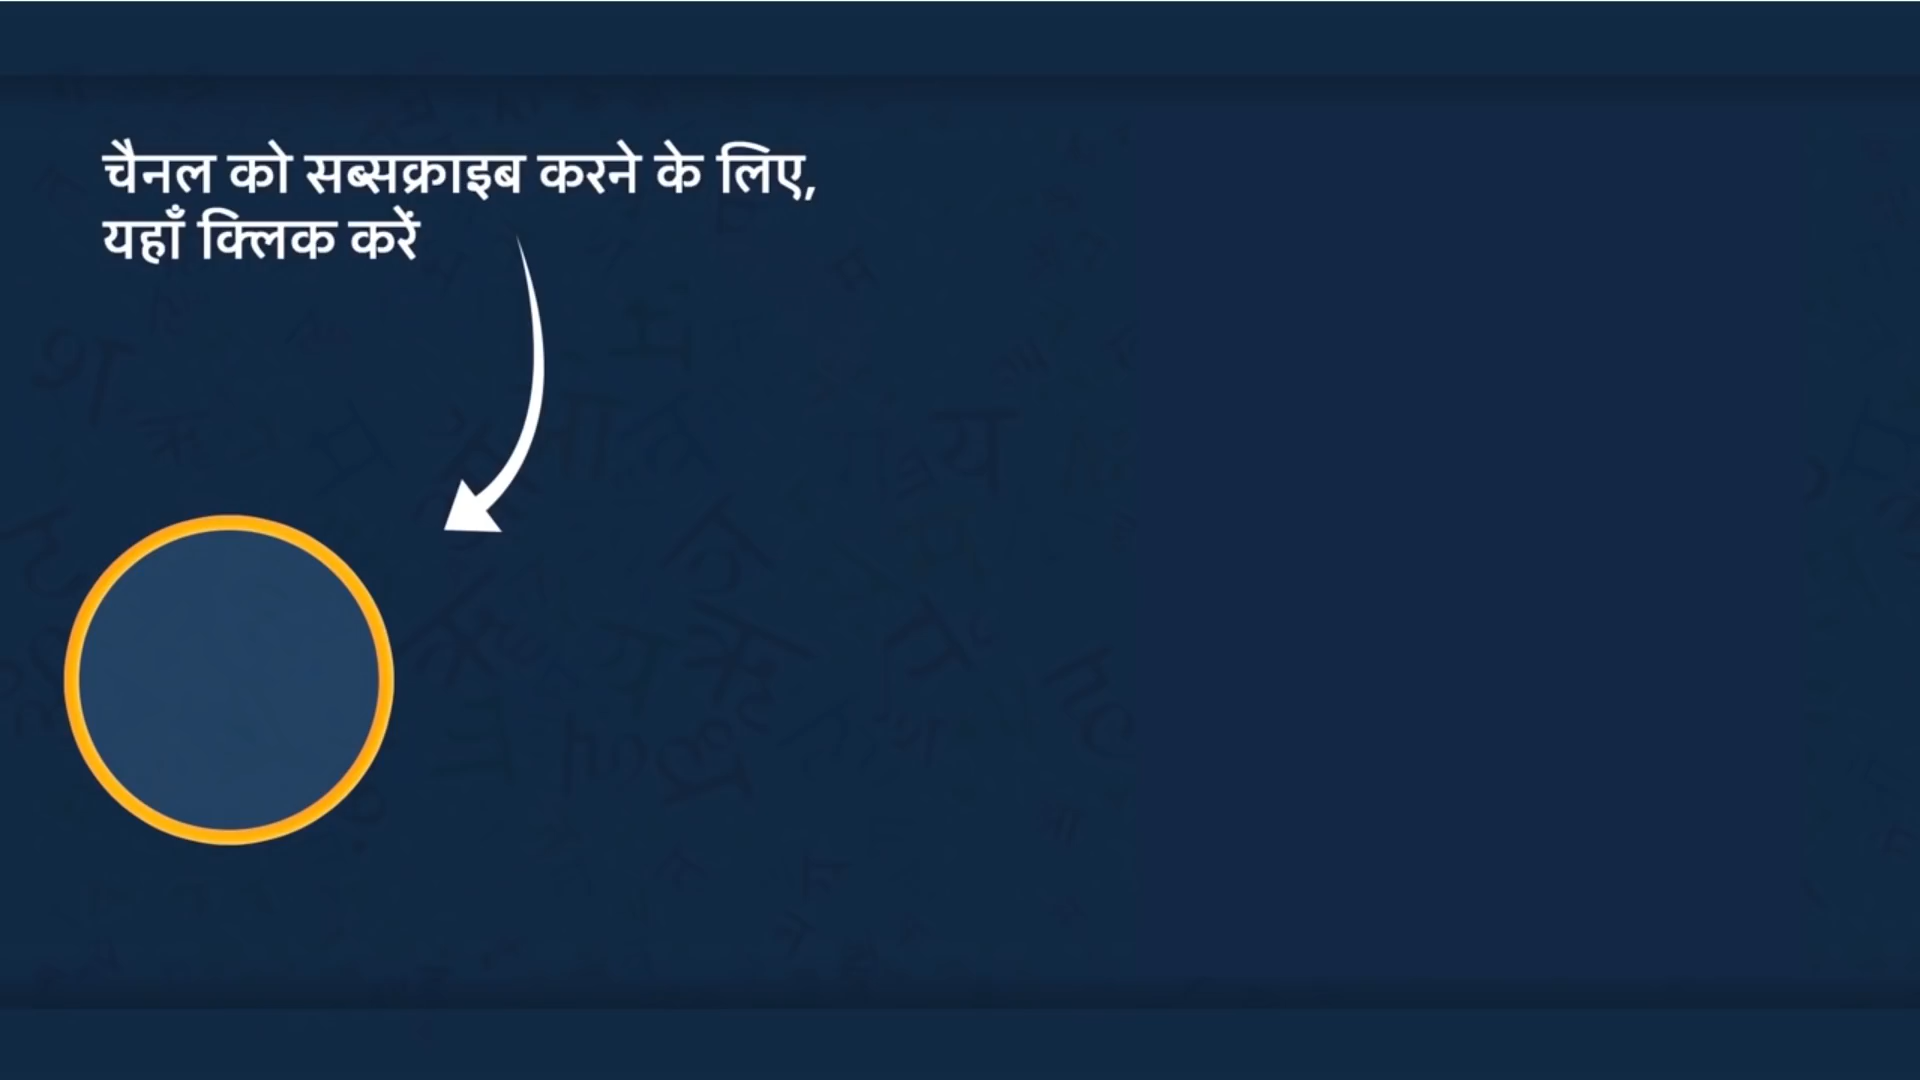 चैनल को सब्सक्राइब करने के लिए,
यहाँ क्लिक करें